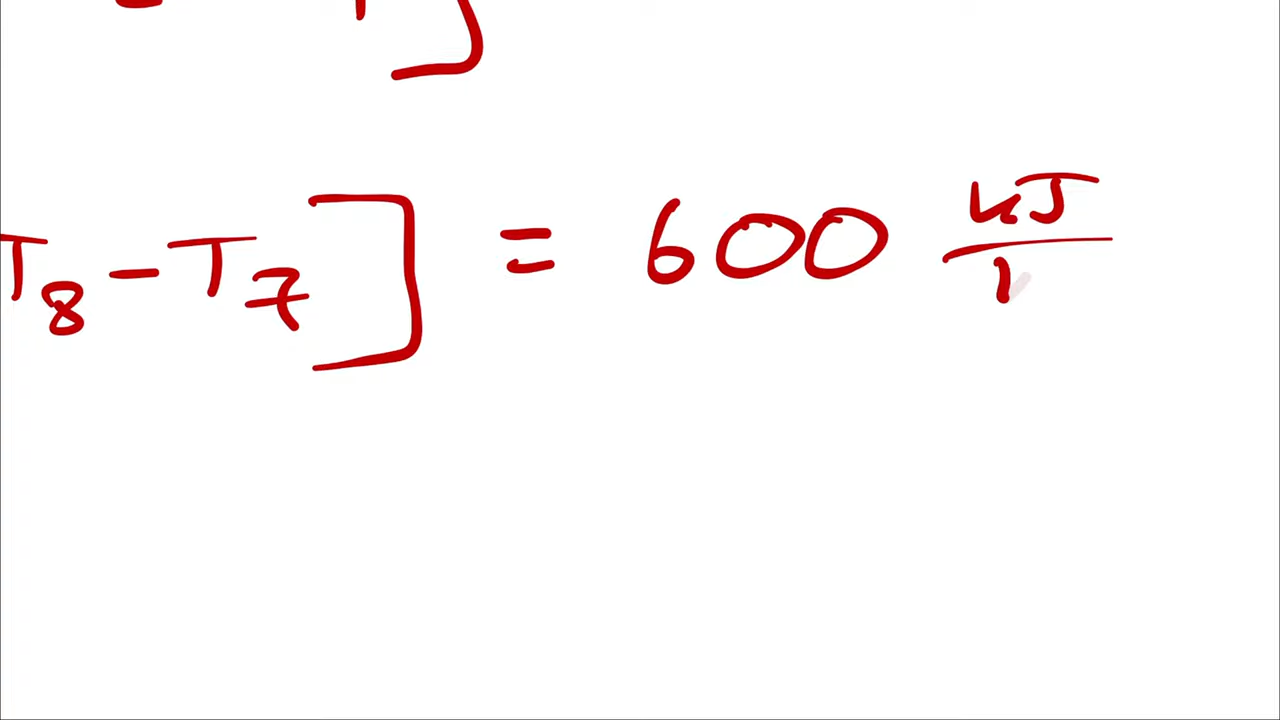 ]
T₈ - T₇ ] = 600 kJ/